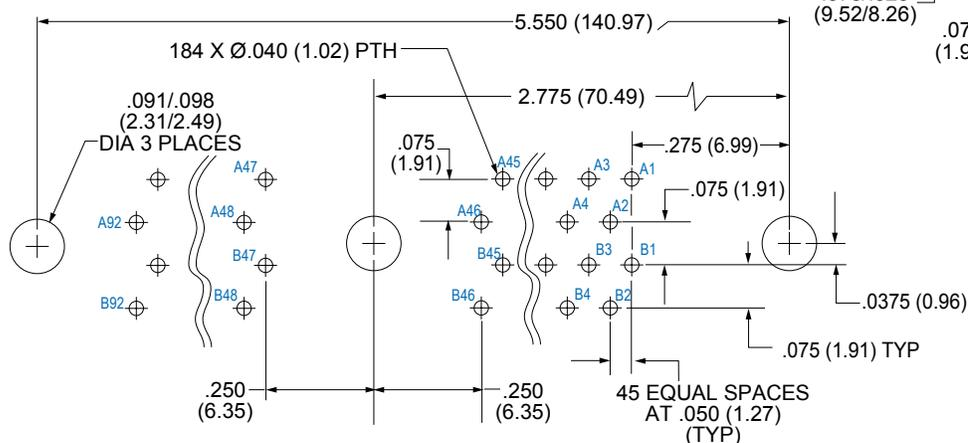 (9.52/8.26)
5.550 (140.97)
184 X Ø.040 (1.02) PTH
.091/.098
(2.31/2.49)
DIA 3 PLACES
2.775 (70.49)
.075
(1.91)
.275 (6.99)
.075 (1.91)
A47
A45
A3
A1
A92
A48
A46
A4
A2
B47
B45
B3
B1
B92
B48
B46
B4
B2
.0375 (0.96)
.075 (1.91) TYP
.250
(6.35)
.250
(6.35)
45 EQUAL SPACES
AT .050 (1.27)
(TYP)